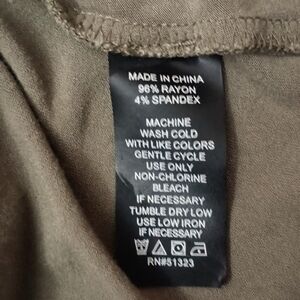 MADE IN CHINA
96% RAYON
4% SPANDEX
MACHINE
WASH COLD
WITH LIKE COLORS
GENTLE CYCLE
USE ONLY
NON-CHLORINE
BLEACH
IF NECESSARY
TUMBLE DRY LOW
USE LOW IRON
IF NECESSARY
RN#51323